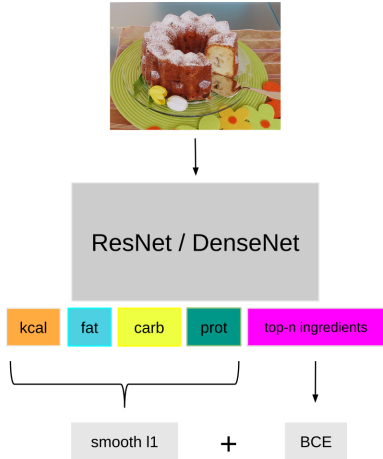 ResNet / DenseNet
kcal fat carb prot top-n ingredients
smooth l1 + BCE